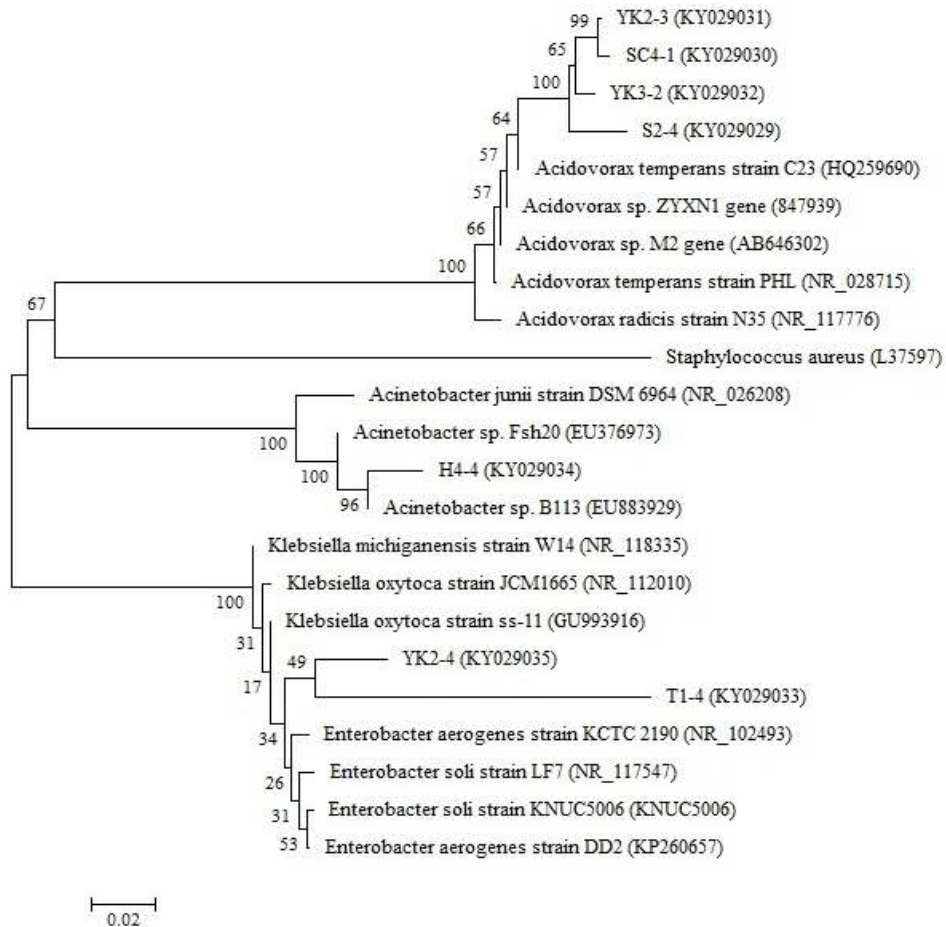 99
YK2-3 (KY029031)
65
SC4-1 (KY029030)
100
YK3-2 (KY029032)
64
S2-4 (KY029029)
57
Acidovorax temperans strain C23 (HQ259690)
57
Acidovorax sp. ZYXN1 gene (847939)
66
Acidovorax sp. M2 gene (AB646302)
100
Acidovorax temperans strain PHL (NR_028715)
67
Acidovorax radicis strain N35 (NR_117776)
Staphylococcus aureus (L37597)
Acinetobacter junii strain DSM 6964 (NR_026208)
100
Acinetobacter sp. Fsh20 (EU376973)
100
H4-4 (KY029034)
96
Acinetobacter sp. B113 (EU883929)
Klebsiella michiganensis strain W14 (NR_118335)
100
Klebsiella oxytoca strain JCM1665 (NR_112010)
31
Klebsiella oxytoca strain ss-11 (GU993916)
49
YK2-4 (KY029035)
17
T1-4 (KY029033)
34
Enterobacter aerogenes strain KCTC 2190 (NR_102493)
26
Enterobacter soli strain LF7 (NR_117547)
31
Enterobacter soli strain KNUC5006 (KNUC5006)
53
Enterobacter aerogenes strain DD2 (KP260657)
0.02